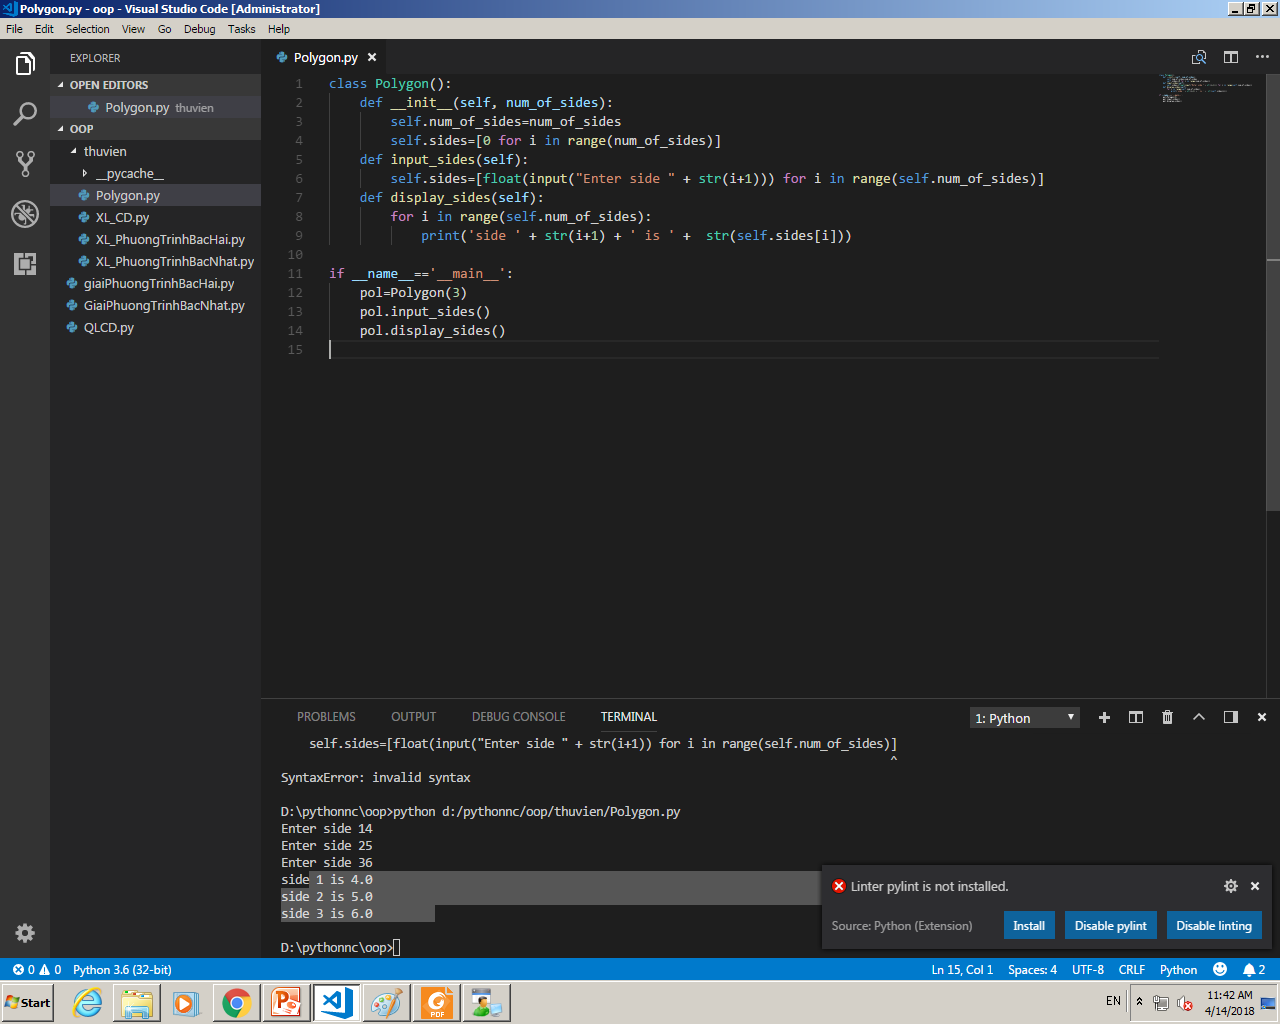 Polygon.py - oop - Visual Studio Code [Administrator]
File Edit Selection View Go Debug Tasks Help
EXPLORER
OPEN EDITORS
Polygon.py thuvien
OOP
thuvien
__pycache__
Polygon.py
XL_CD.py
XL_PhuongTrinhBacHai.py
XL_PhuongTrinhBacNhat.py
giaiPhuongTrinhBacHai.py
GiaiPhuongTrinhBacNhat.py
QLCD.py
Polygon.py
1 class Polygon():
2     def __init__(self, num_of_sides):
3         self.num_of_sides=num_of_sides
4         self.sides=[0 for i in range(num_of_sides)]
5     def input_sides(self):
6         self.sides=[float(input("Enter side " + str(i+1))) for i in range(self.num_of_sides)]
7     def display_sides(self):
8         for i in range(self.num_of_sides):
9             print('side ' + str(i+1) + ' is ' +  str(self.sides[i]))
10
11 if __name__=='__main__':
12     pol=Polygon(3)
13     pol.input_sides()
14     pol.display_sides()
15
PROBLEMS OUTPUT DEBUG CONSOLE TERMINAL
1: Python
self.sides=[float(input("Enter side " + str(i+1)) for i in range(self.num_of_sides)]
^
SyntaxError: invalid syntax
D:\pythonnc\oop>python d:/pythonnc/oop/thuvien/Polygon.py
Enter side 14
Enter side 25
Enter side 36
side 1 is 4.0
side 2 is 5.0
side 3 is 6.0
D:\pythonnc\oop>
Linter pylint is not installed.
Source: Python (Extension)
Install
Disable pylint
Disable linting
0 0 Python 3.6 (32-bit)
Ln 15, Col 1 Spaces: 4 UTF-8 CRLF Python 2
Start
PDF
EN
11:42 AM
4/14/2018